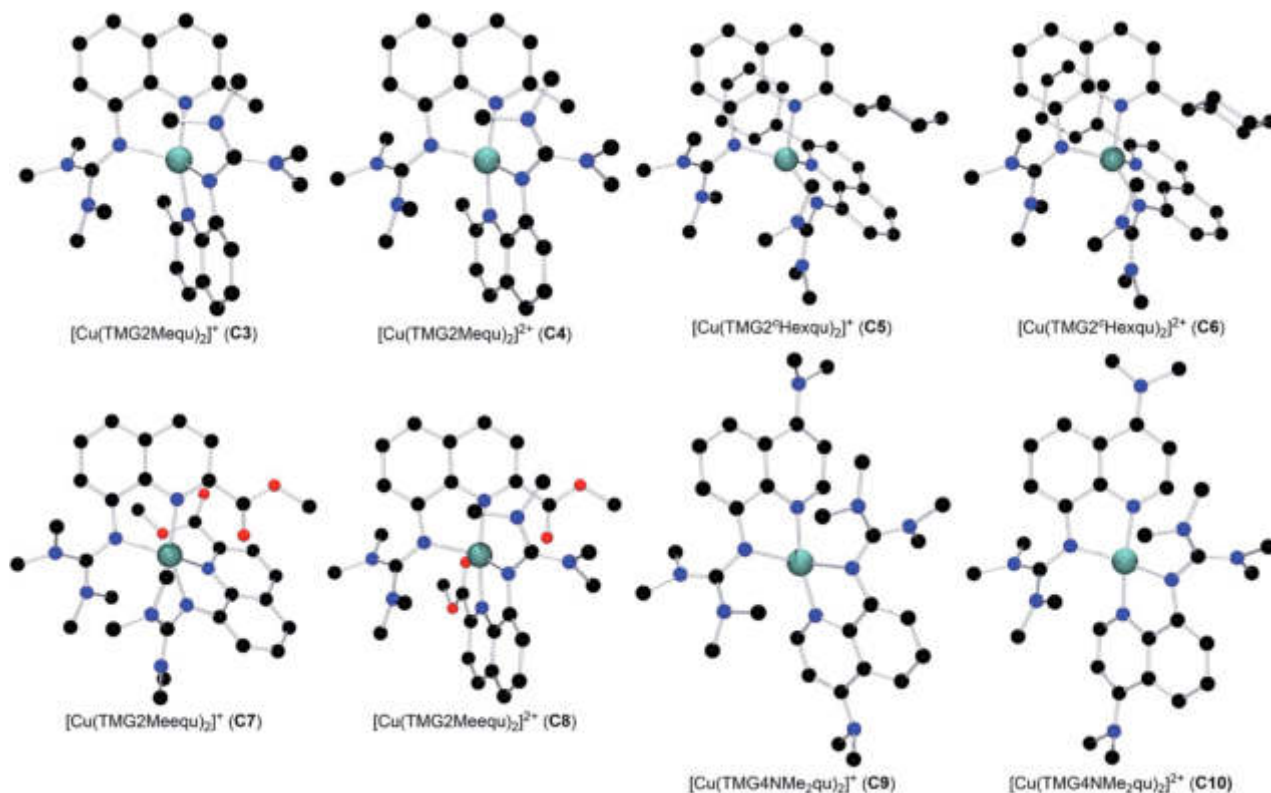 [Cu(TMG2Mequ)₂]⁺ (C3)
[Cu(TMG2Mequ)₂]²⁺ (C4)
[Cu(TMG2ᶜHexqu)₂]⁺ (C5)
[Cu(TMG2ᶜHexqu)₂]²⁺ (C6)
[Cu(TMG2Meequ)₂]⁺ (C7)
[Cu(TMG2Meequ)₂]²⁺ (C8)
[Cu(TMG4NMe₂qu)₂]⁺ (C9)
[Cu(TMG4NMe₂qu)₂]²⁺ (C10)